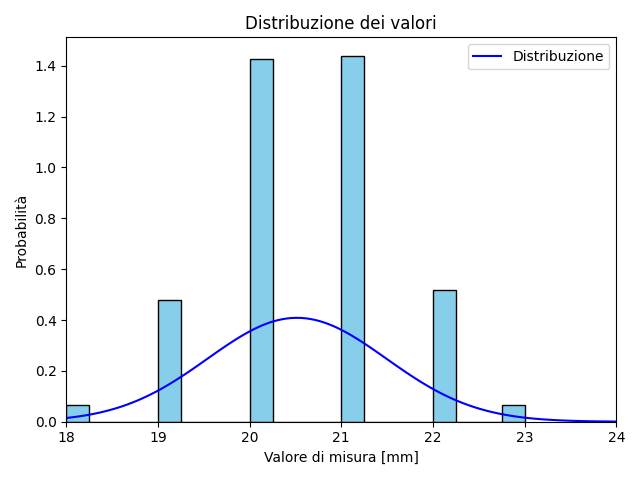 Distribuzione dei valori
Distribuzione
Probabilità
1.4
1.2
1.0
0.8
0.6
0.4
0.2
0.0
18 19 20 21 22 23 24
Valore di misura [mm]